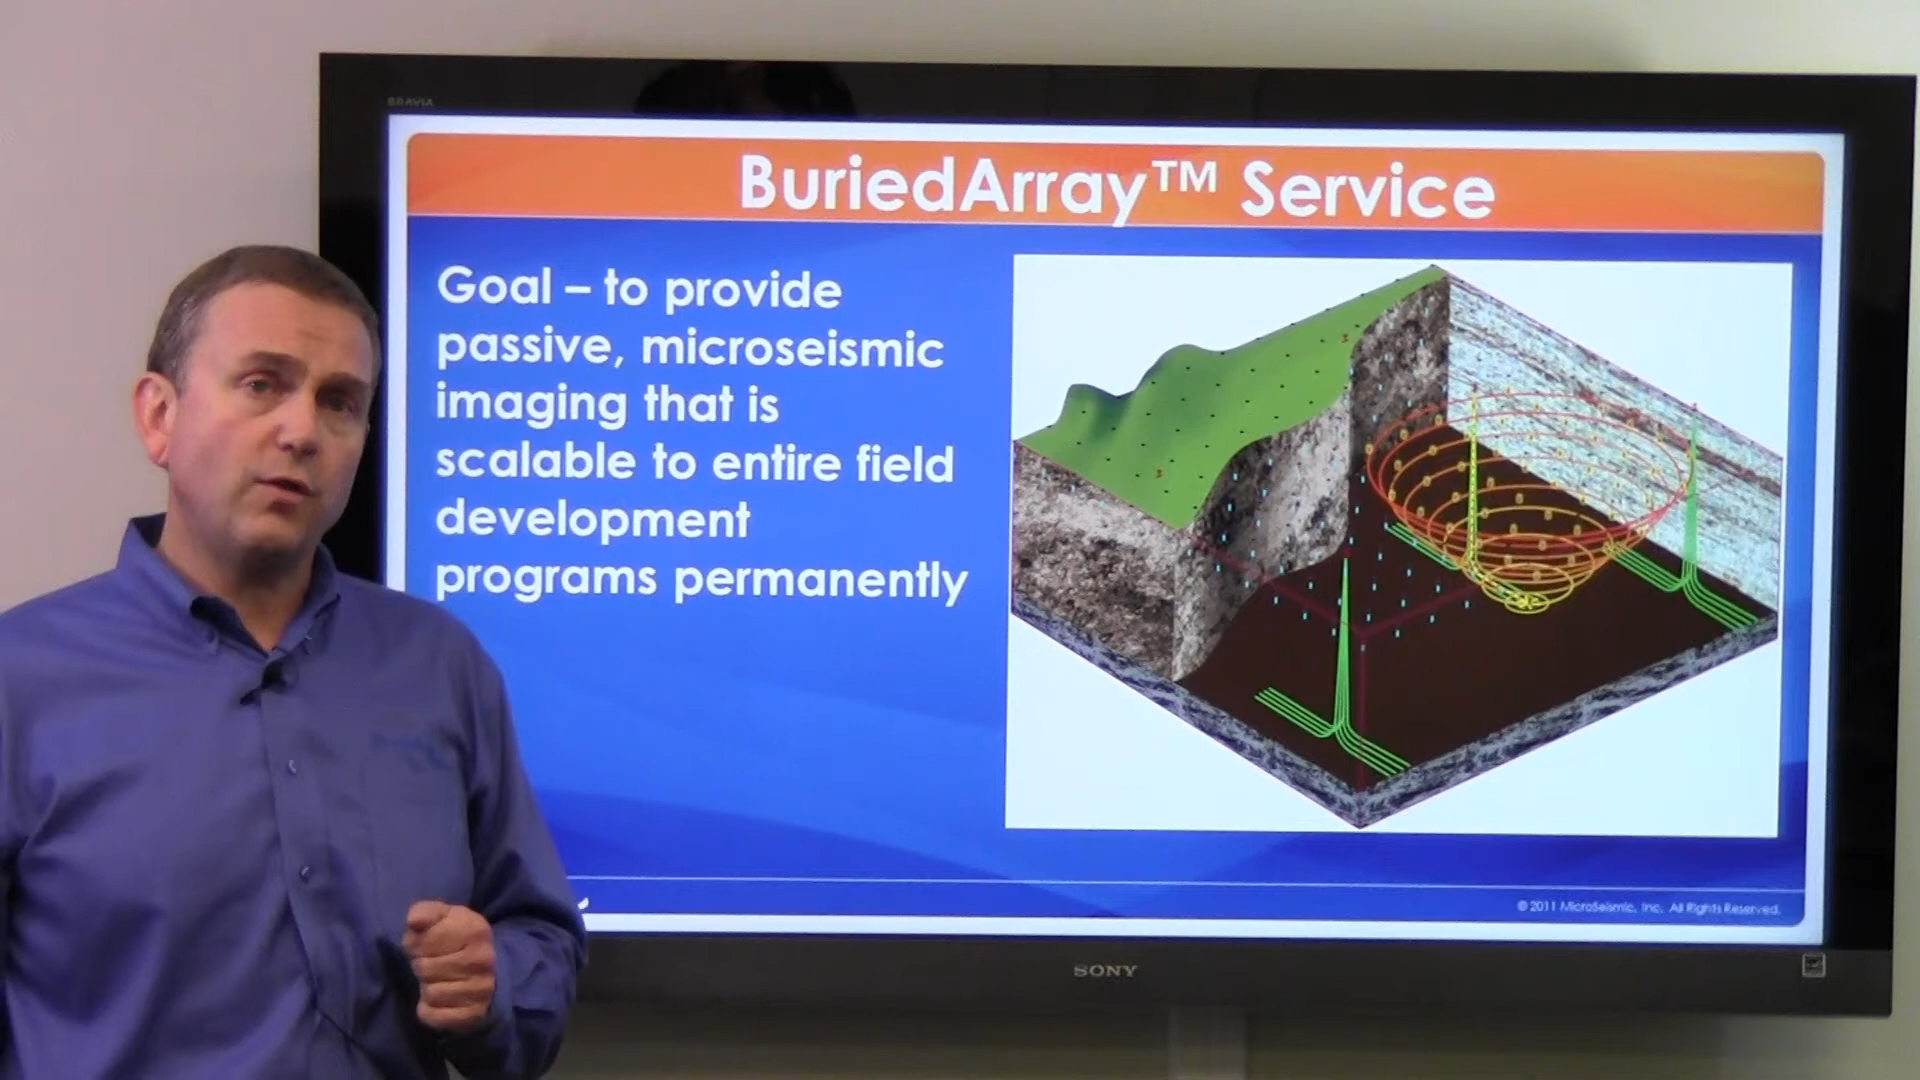 BRAVIA
BuriedArray™ Service
Goal – to provide
passive, microseismic
imaging that is
scalable to entire field
development
programs permanently
© 2011 MicroSeismic, Inc. All Rights Reserved.
SONY